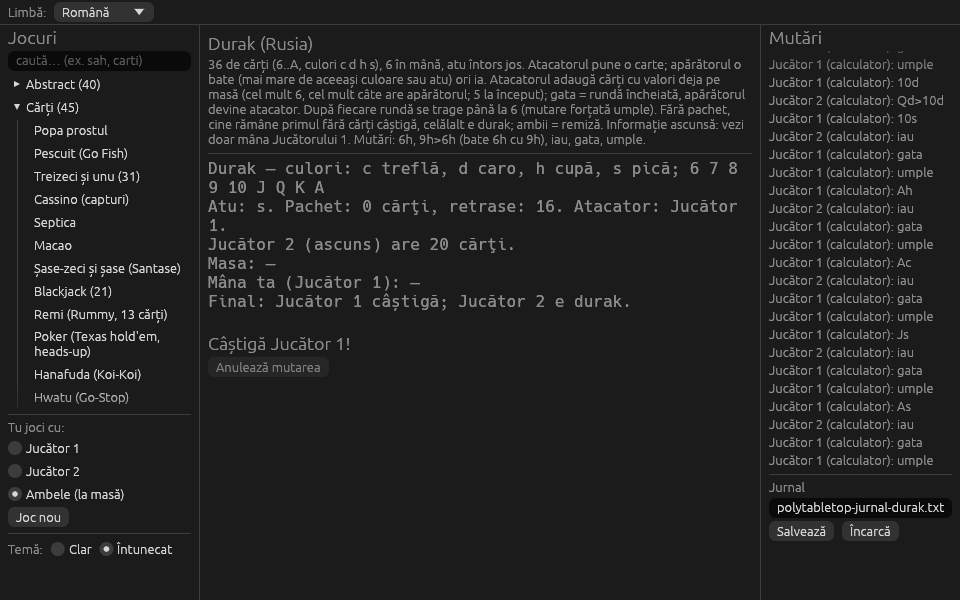 Limbă:
Română
Jocuri
caută... (ex. sah, carti)
Abstract (40)
Cărți (45)
Popa prostul
Pescuit (Go Fish)
Treizeci și unu (31)
Cassino (capturi)
Septica
Macao
Șase-zeci și șase (Santase)
Blackjack (21)
Remi (Rummy, 13 cărți)
Poker (Texas hold'em,
heads-up)
Hanafuda (Koi-Koi)
Hwatu (Go-Stop)
Tu joci cu:
Jucător 1
Jucător 2
Ambele (la masă)
Joc nou
Temă:
Clar
Întunecat
Durak (Rusia)
36 de cărți (6..A, culori c d h s), 6 în mână, atu întors jos. Atacatorul pune o carte; apărătorul o
bate (mai mare de aceeași culoare sau atu) ori ia. Atacatorul adaugă cărți cu valori deja pe
masă (cel mult 6, cel mult câte are apărătorul; 5 la început); gata = rundă încheiată, apărătorul
devine atacator. După fiecare rundă se trage până la 6 (mutare forțată umple). Fără pachet,
cine rămâne primul fără cărți câștigă, celălalt e durak; ambii = remiză. Informație ascunsă: vezi
doar mâna Jucătorului 1. Mutări: 6h, 9h>6h (bate 6h cu 9h), iau, gata, umple.
Durak — culori: c treflă, d caro, h cupă, s pică; 6 7 8
9 10 J Q K A
Atu: s. Pachet: 0 cărţi, retrase: 16. Atacator: Jucător
1.
Jucător 2 (ascuns) are 20 cărţi.
Masa: —
Mâna ta (Jucător 1): —
Final: Jucător 1 câștigă; Jucător 2 e durak.
Câștigă Jucător 1!
Anulează mutarea
Mutări
Jucător 1 (calculator): umple
Jucător 1 (calculator): 10d
Jucător 2 (calculator): Qd>10d
Jucător 1 (calculator): 10s
Jucător 2 (calculator): iau
Jucător 1 (calculator): gata
Jucător 1 (calculator): umple
Jucător 1 (calculator): Ah
Jucător 2 (calculator): iau
Jucător 1 (calculator): gata
Jucător 1 (calculator): umple
Jucător 1 (calculator): Ac
Jucător 2 (calculator): iau
Jucător 1 (calculator): gata
Jucător 1 (calculator): umple
Jucător 1 (calculator): Js
Jucător 2 (calculator): iau
Jucător 1 (calculator): gata
Jucător 1 (calculator): umple
Jucător 1 (calculator): As
Jucător 2 (calculator): iau
Jucător 1 (calculator): gata
Jucător 1 (calculator): umple
Jurnal
polytabletop-jurnal-durak.txt
Salvează
Încarcă